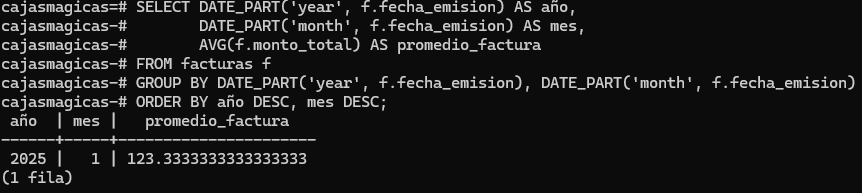 cajasmagicas=# SELECT DATE_PART('year', f.fecha_emision) AS año,
cajasmagicas-#        DATE_PART('month', f.fecha_emision) AS mes,
cajasmagicas-#        AVG(f.monto_total) AS promedio_factura
cajasmagicas-# FROM facturas f
cajasmagicas-# GROUP BY DATE_PART('year', f.fecha_emision), DATE_PART('month', f.fecha_emision)
cajasmagicas-# ORDER BY año DESC, mes DESC;
 año  | mes |   promedio_factura
------+-----+----------------------
 2025 |   1 | 123.3333333333333333
(1 fila)